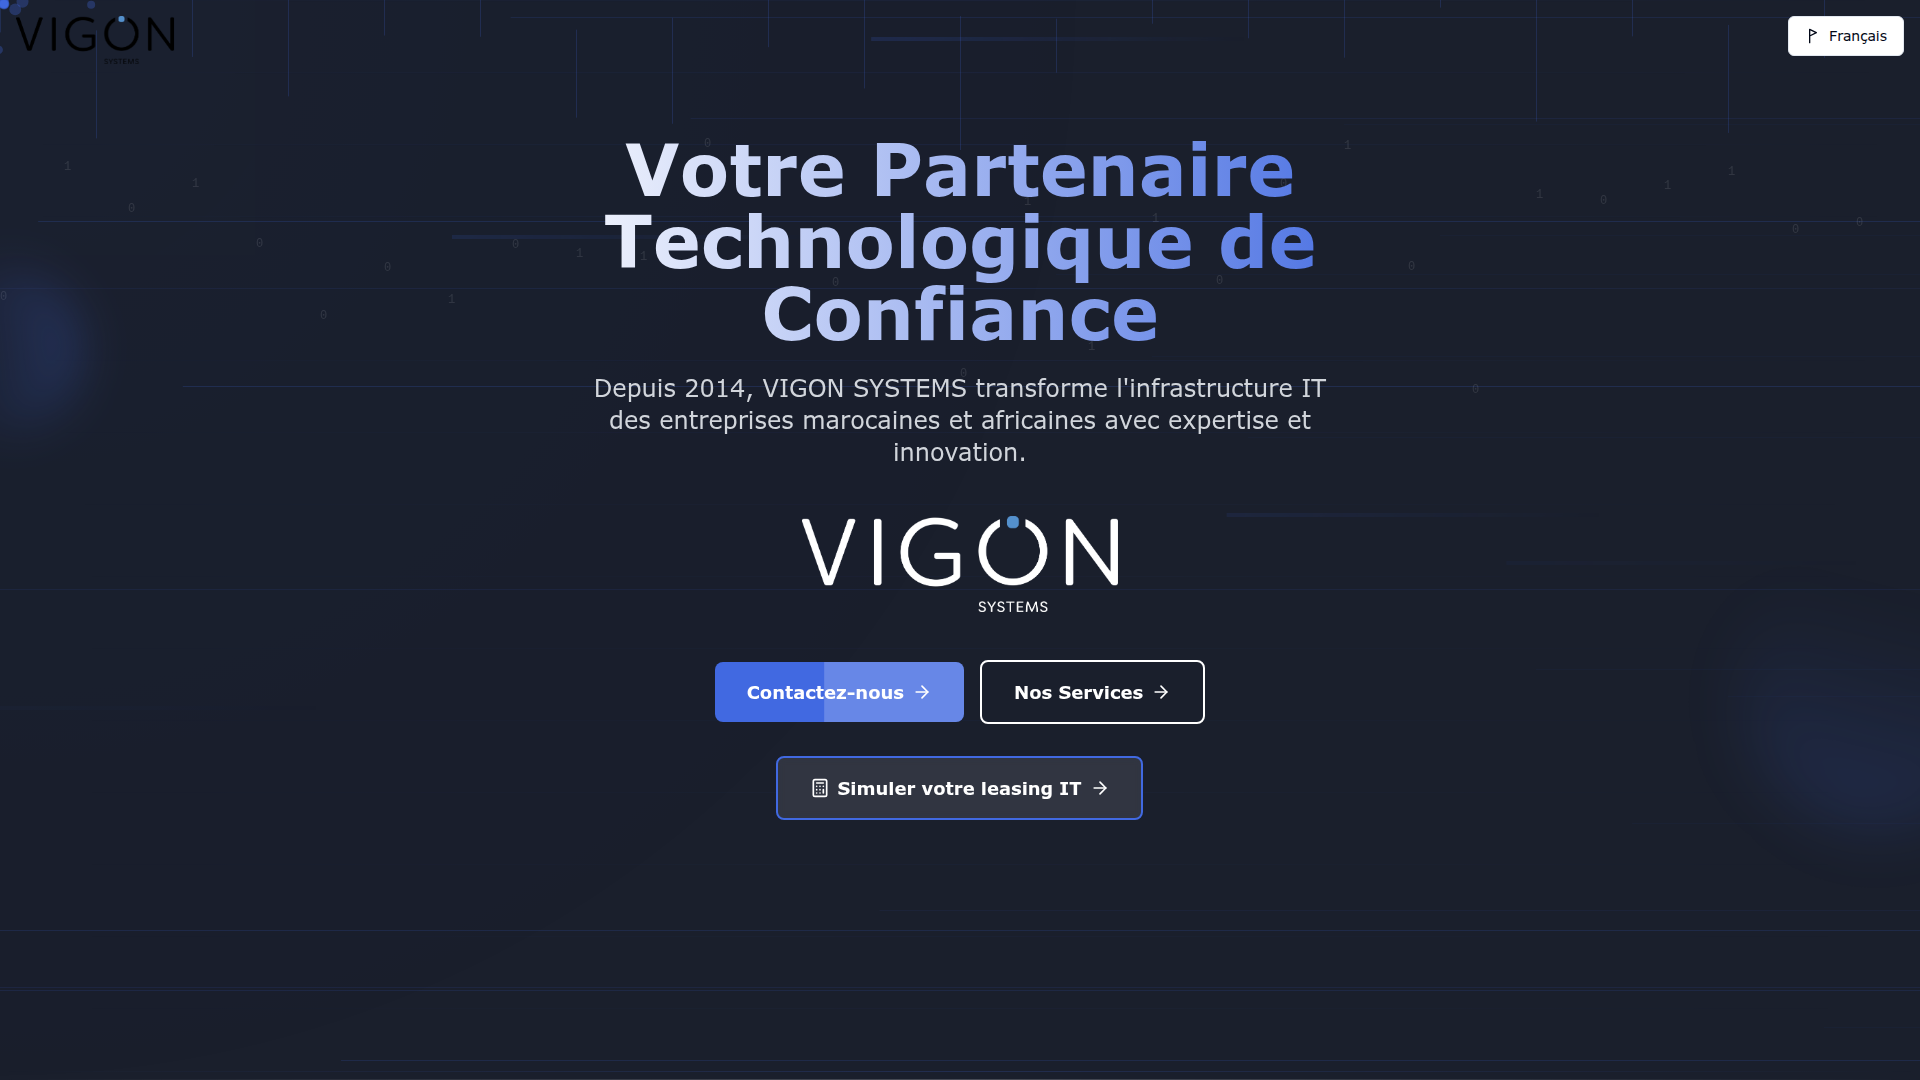 VIGON
SYSTEMS
Français
Votre Partenaire
Technologique de
Confiance
Depuis 2014, VIGON SYSTEMS transforme l'infrastructure IT
des entreprises marocaines et africaines avec expertise et
innovation.
VIGON
SYSTEMS
Contactez-nous
Nos Services
Simuler votre leasing IT